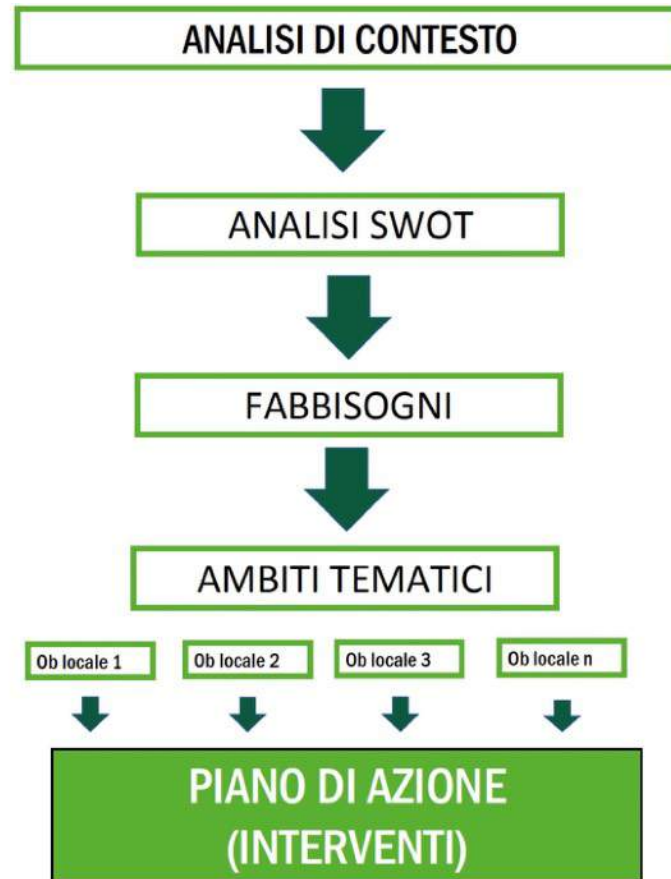 ANALISI DI CONTESTO
ANALISI SWOT
FABBISOGNI
AMBITI TEMATICI
Ob locale 1
Ob locale 2
Ob locale 3
Ob locale n
PIANO DI AZIONE
(INTERVENTI)